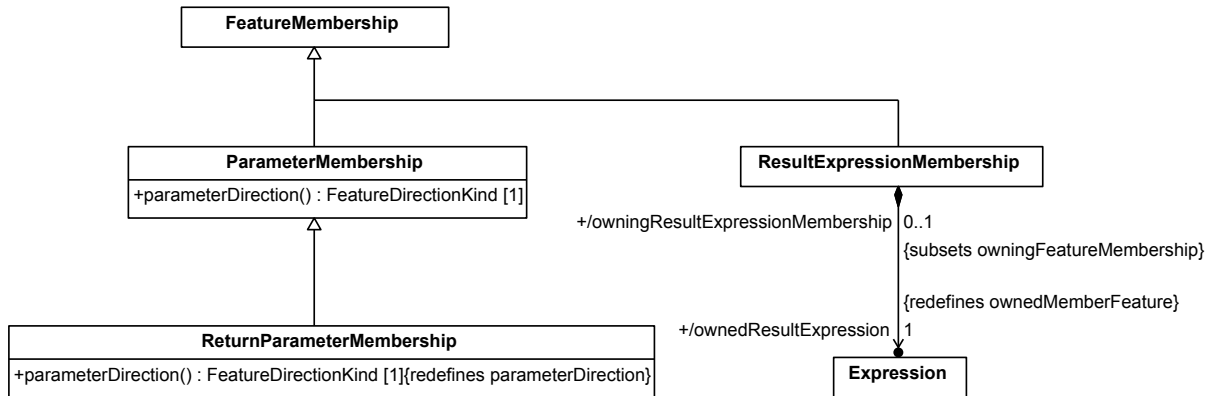 FeatureMembership
ParameterMembership
+parameterDirection() : FeatureDirectionKind [1]
ResultExpressionMembership
+/owningResultExpressionMembership 0..1
{subsets owningFeatureMembership}
{redefines ownedMemberFeature}
+/ownedResultExpression 1
ReturnParameterMembership
+parameterDirection() : FeatureDirectionKind [1]{redefines parameterDirection}
Expression